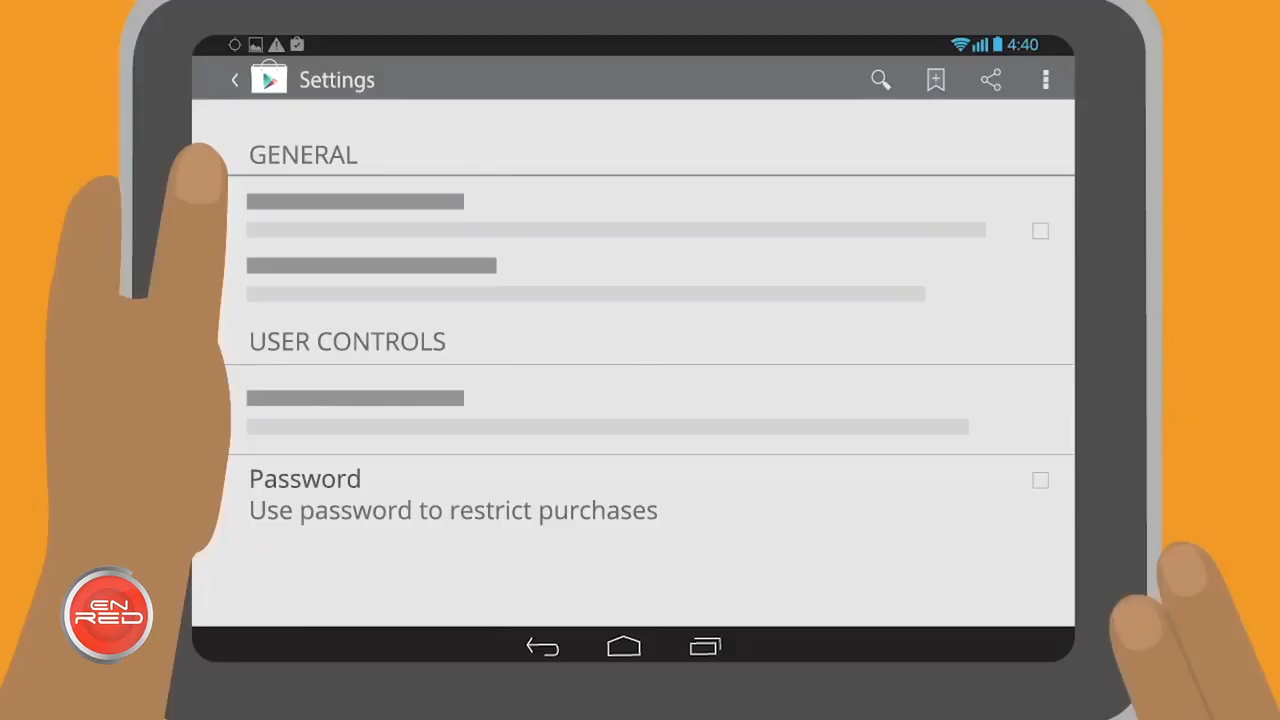 4:40
Settings
GENERAL
USER CONTROLS
Password
Use password to restrict purchases
EN
RED